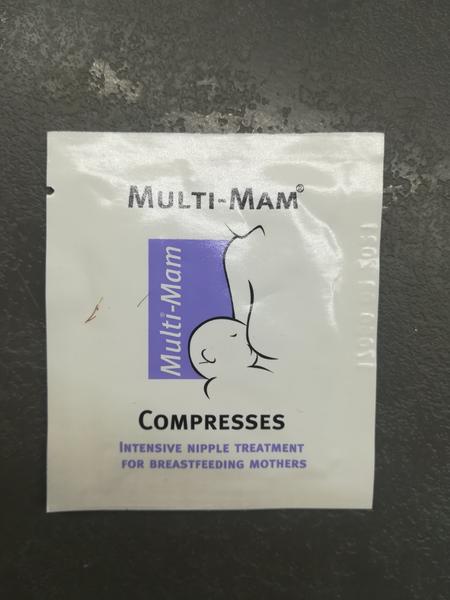 MULTI-MAM®
Multi-Mam
COMPRESSES
INTENSIVE NIPPLE TREATMENT
FOR BREASTFEEDING MOTHERS